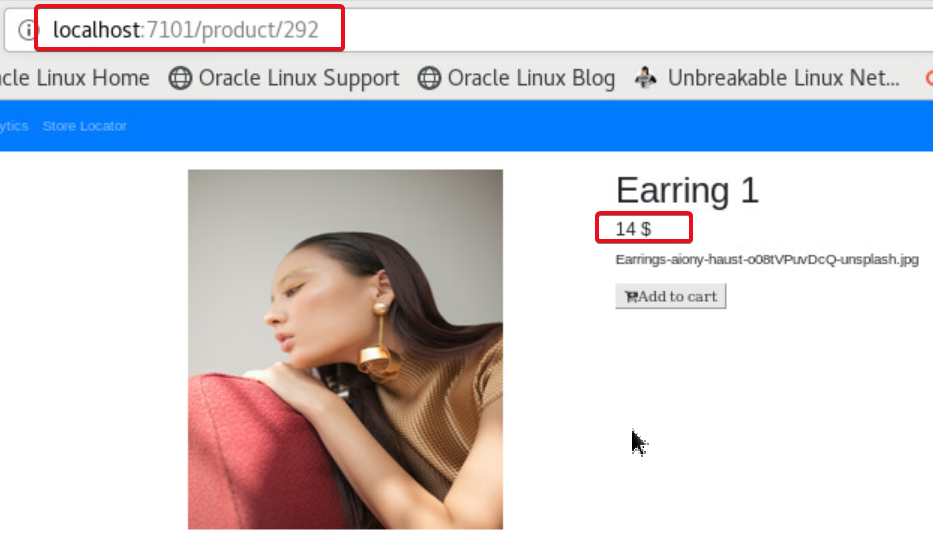 localhost:7101/product/292
cle Linux Home Oracle Linux Support Oracle Linux Blog Unbreakable Linux Net...
ytics Store Locator
Earring 1
14 $
Earrings-aiony-haust-o08tVPuvDcQ-unsplash.jpg
Add to cart